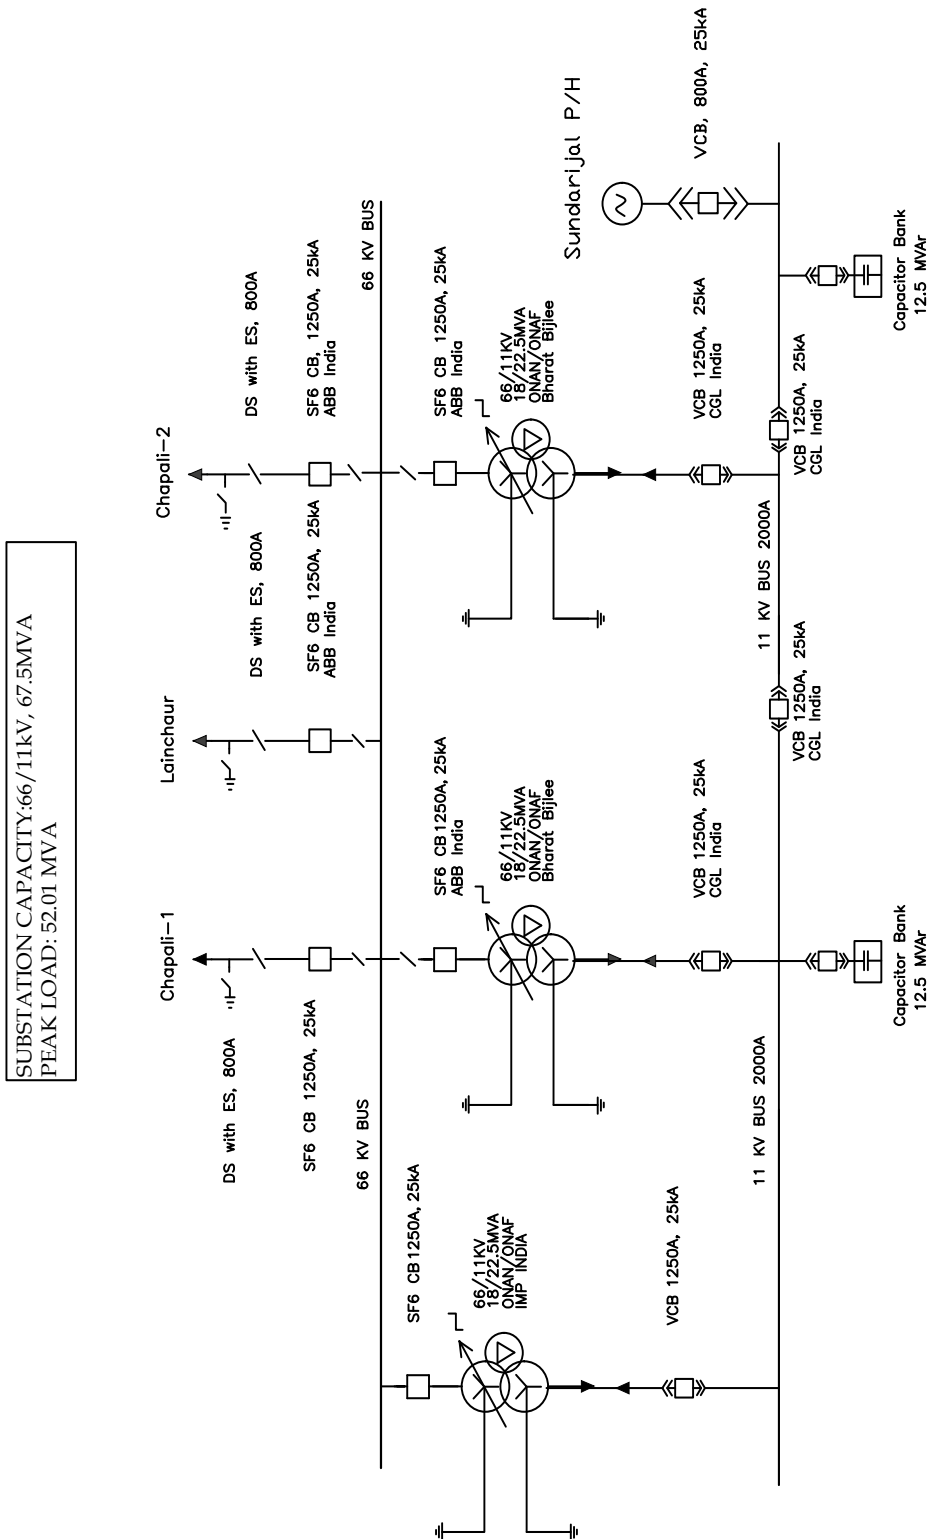 SUBSTATION CAPACITY:66/11kV, 67.5MVA
PEAK LOAD: 52.01 MVA
Chapali-1
Lainchaur
Chapali-2
DS with ES, 800A
DS with ES, 800A
DS with ES, 800A
SF6 CB 1250A, 25kA
SF6 CB 1250A, 25kA
ABB India
SF6 CB, 1250A, 25kA
ABB India
66 KV BUS
66 KV BUS
SF6 CB 1250A, 25kA
SF6 CB 1250A, 25kA
ABB India
SF6 CB 1250A, 25kA
ABB India
66/11KV
18/22.5MVA
ONAN/ONAF
IMP INDIA
66/11KV
18/22.5MVA
ONAN/ONAF
Bharat Bijlee
66/11KV
18/22.5MVA
ONAN/ONAF
Bharat Bijlee
Sundarijal P/H
VCB 1250A, 25kA
VCB 1250A, 25kA
CGL India
VCB 1250A, 25kA
CGL India
VCB, 800A, 25kA
11 KV BUS 2000A
11 KV BUS 2000A
VCB 1250A, 25kA
CGL India
VCB 1250A, 25kA
CGL India
Capacitor Bank
12.5 MVAr
Capacitor Bank
12.5 MVAr